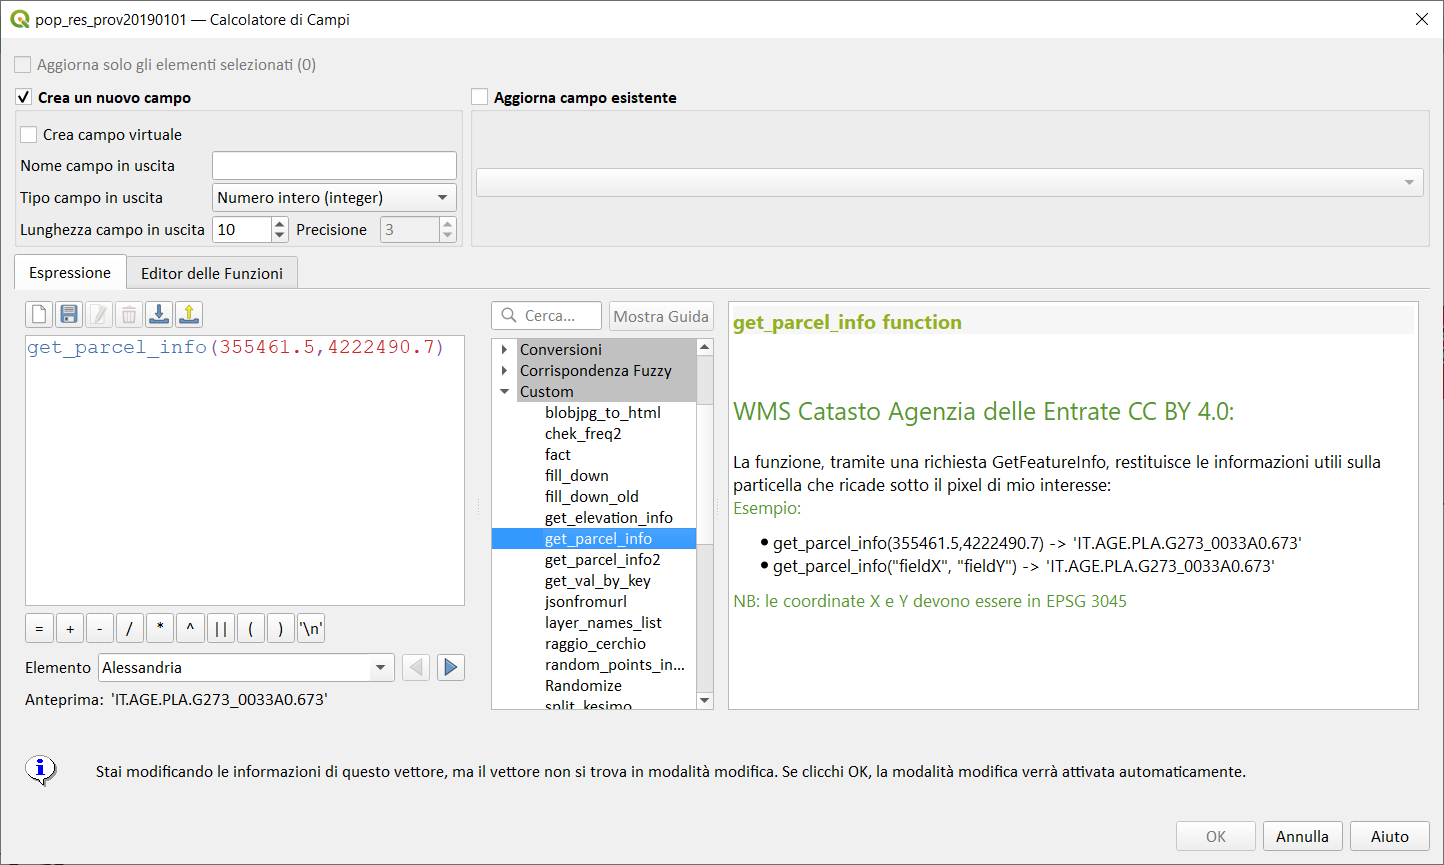 pop_res_prov20190101 — Calcolatore di Campi
Aggiorna solo gli elementi selezionati (0)
Crea un nuovo campo
Aggiorna campo esistente
Crea campo virtuale
Nome campo in uscita
Tipo campo in uscita
Numero intero (integer)
Lunghezza campo in uscita
10
Precisione
3
Espressione
Editor delle Funzioni
get_parcel_info(355461.5,4222490.7)
= + - / * ^ || ( ) '\n'
Elemento
Alessandria
Anteprima: 'IT.AGE.PLA.G273_0033A0.673'
Cerca...
Mostra Guida
Conversioni
Corrispondenza Fuzzy
Custom
blobjpg_to_html
chek_freq2
fact
fill_down
fill_down_old
get_elevation_info
get_parcel_info
get_parcel_info2
get_val_by_key
jsonfromurl
layer_names_list
raggio_cerchio
random_points_in...
Randomize
split_kesimo
get_parcel_info function
WMS Catasto Agenzia delle Entrate CC BY 4.0:
La funzione, tramite una richiesta GetFeatureInfo, restituisce le informazioni utili sulla
particella che ricade sotto il pixel di mio interesse:
Esempio:
• get_parcel_info(355461.5,4222490.7) -> 'IT.AGE.PLA.G273_0033A0.673'
• get_parcel_info("fieldX", "fieldY") -> 'IT.AGE.PLA.G273_0033A0.673'
NB: le coordinate X e Y devono essere in EPSG 3045
Stai modificando le informazioni di questo vettore, ma il vettore non si trova in modalità modifica. Se clicchi OK, la modalità modifica verrà attivata automaticamente.
OK
Annulla
Aiuto